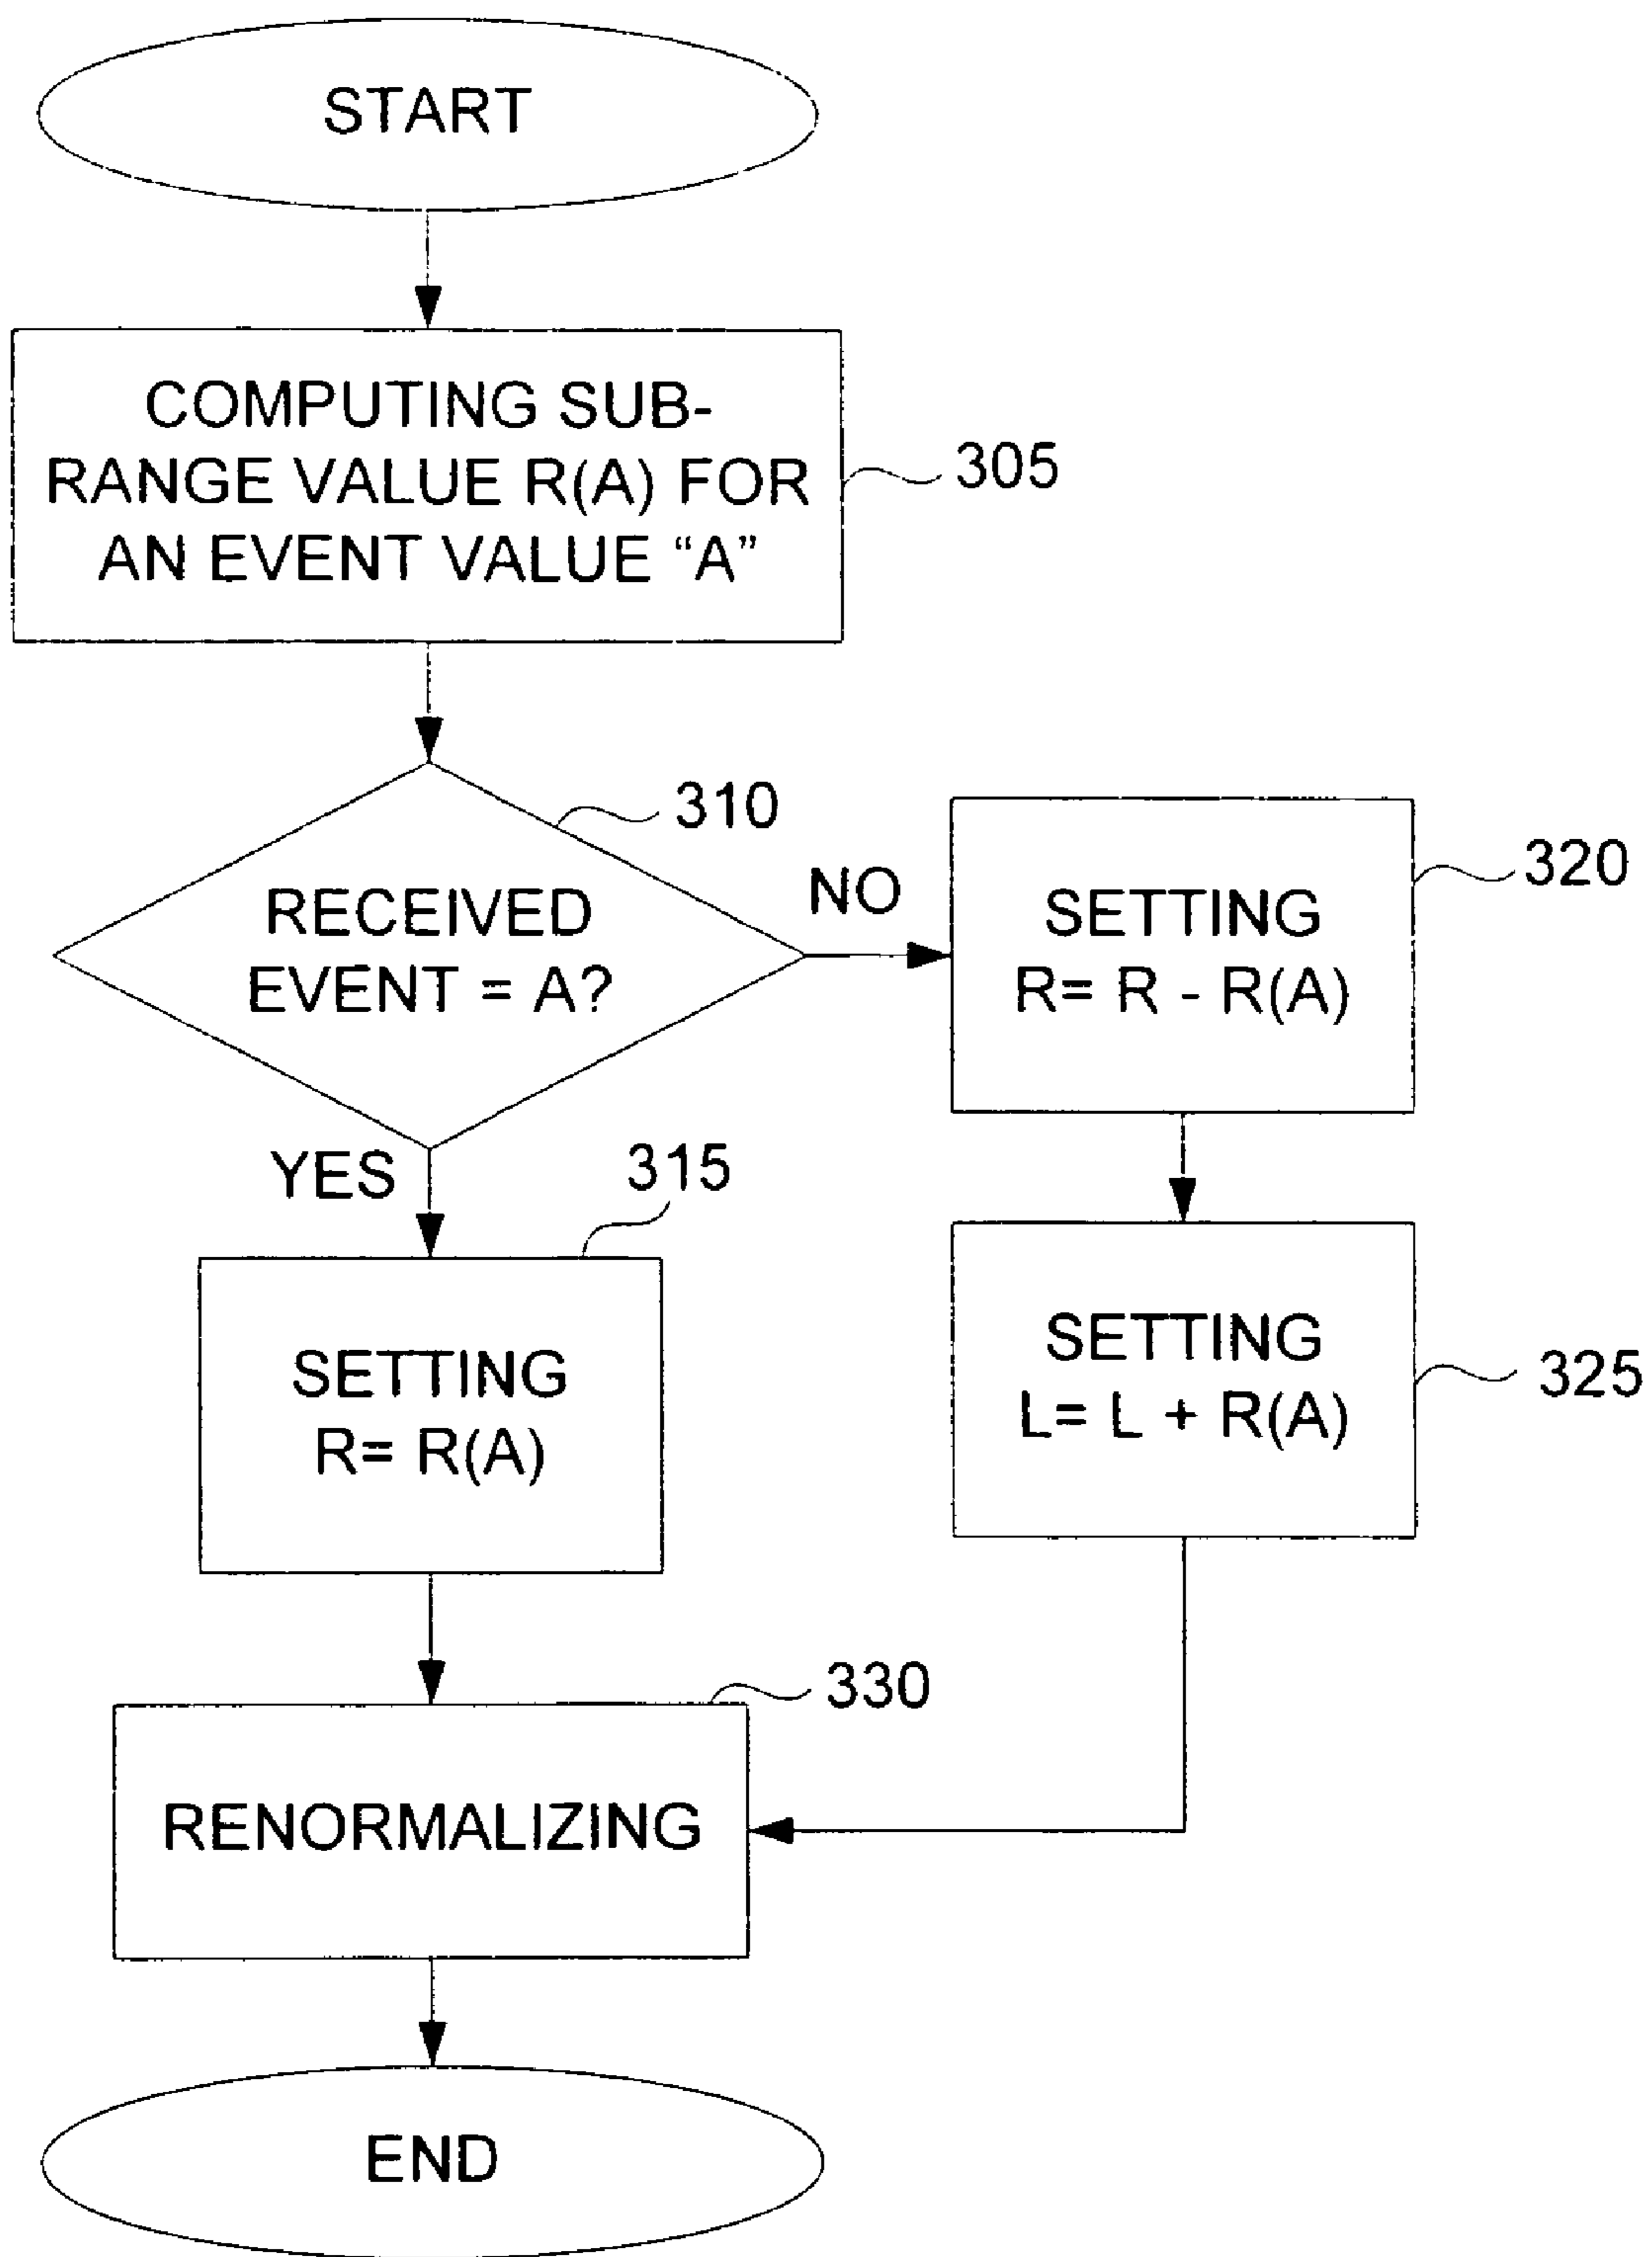 START
COMPUTING SUB-
RANGE VALUE R(A) FOR
AN EVENT VALUE “A”
305
310
RECEIVED
EVENT = A?
NO
SETTING
R= R - R(A)
320
YES
315
SETTING
R= R(A)
SETTING
L= L + R(A)
325
330
RENORMALIZING
END